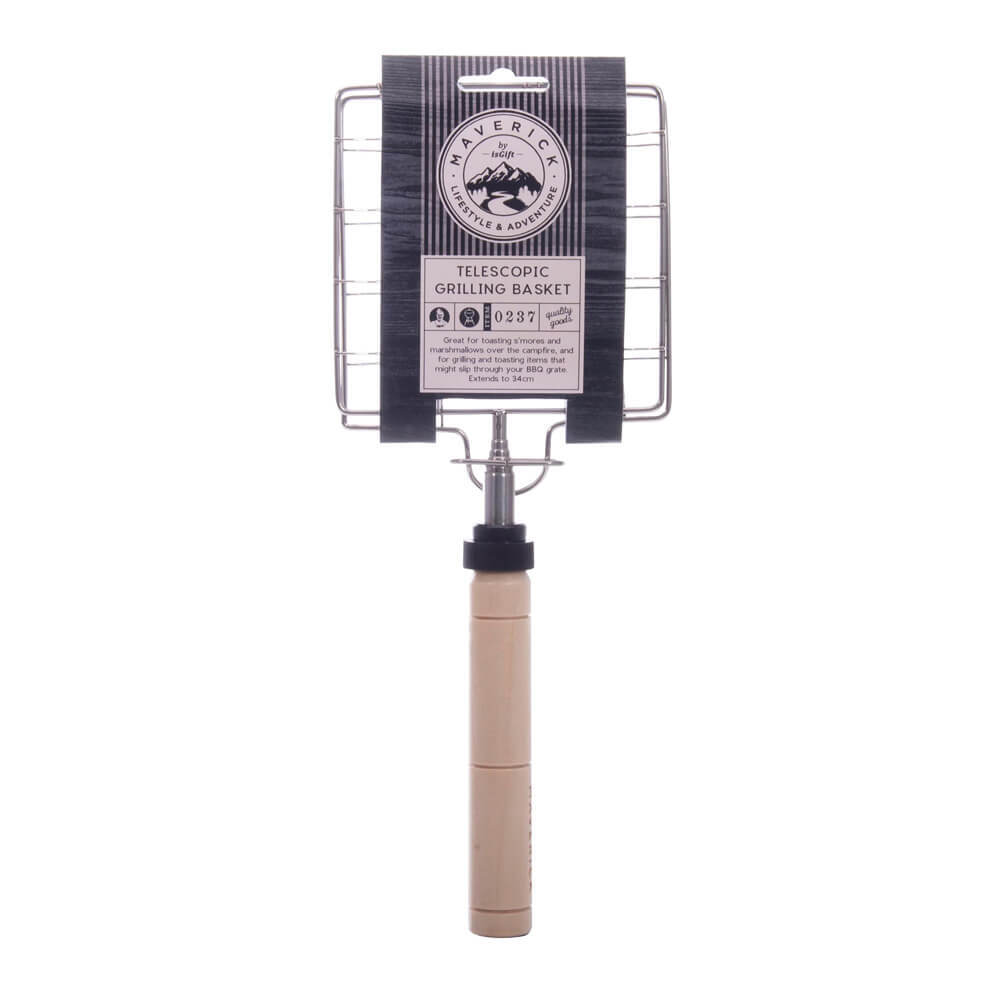 MAVERICK
by
isGift
LIFESTYLE & ADVENTURE
TELESCOPIC
GRILLING BASKET
ITEM 0237 quality
goods
Great for toasting s'mores and
marshmallows over the campfire, and
for grilling and toasting items that
might slip through your BBQ grate.
Extends to 34cm
MAVERICK